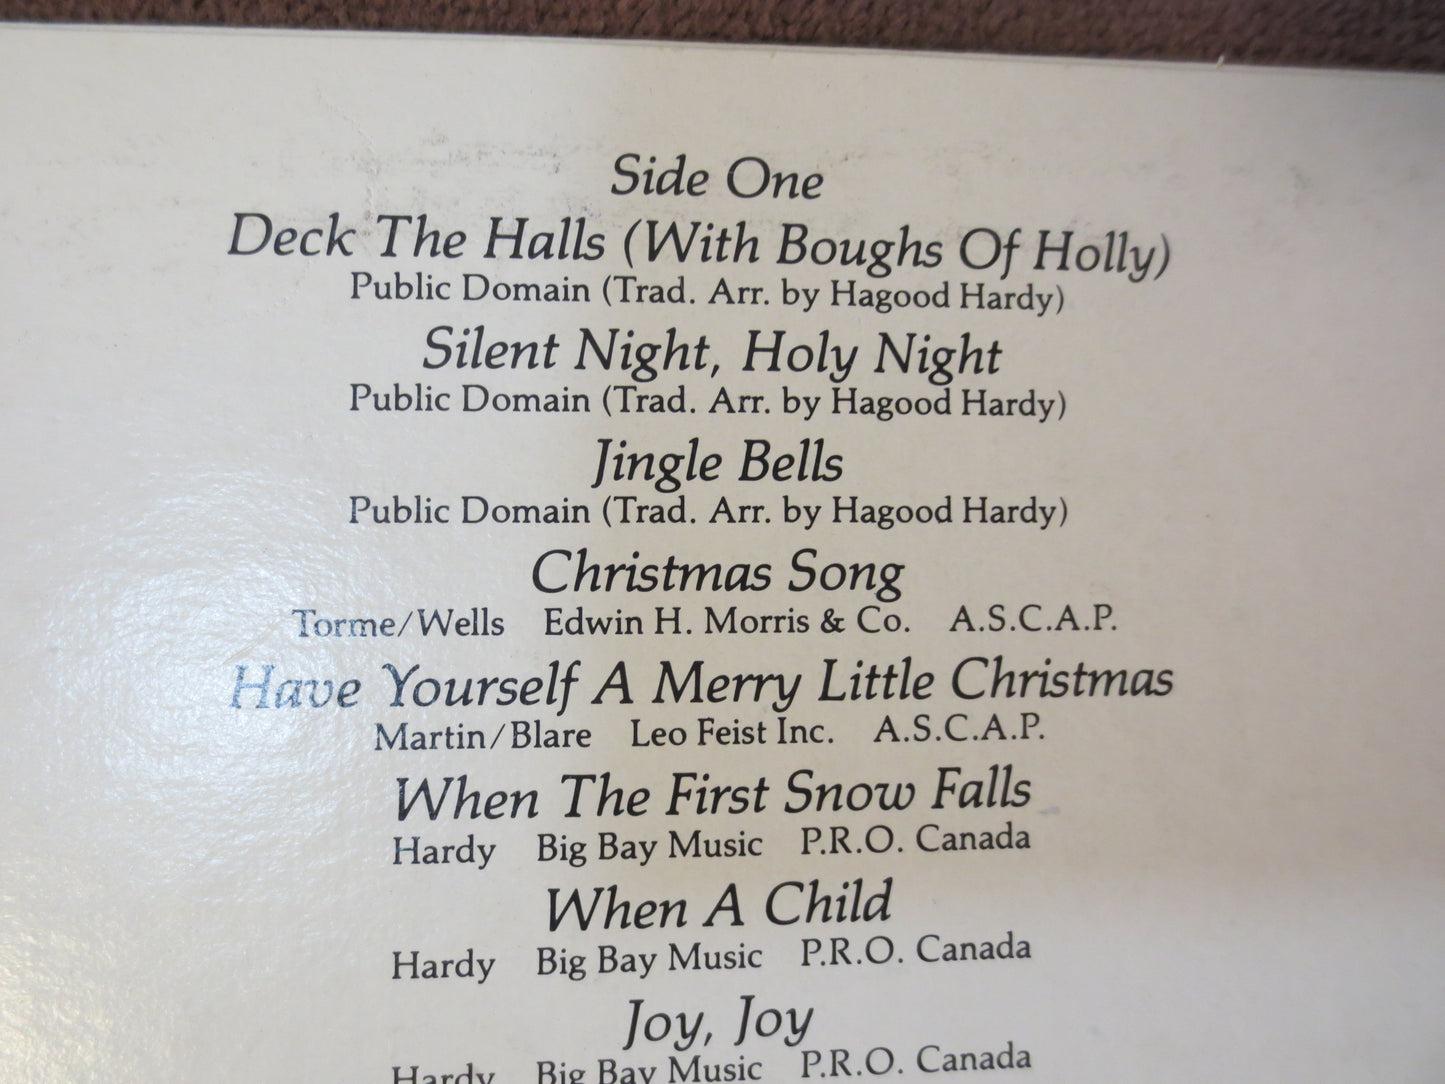 Side One
Deck The Halls (With Boughs Of Holly)
Public Domain (Trad. Arr. by Hagood Hardy)
Silent Night, Holy Night
Public Domain (Trad. Arr. by Hagood Hardy)
Jingle Bells
Public Domain (Trad. Arr. by Hagood Hardy)
Christmas Song
Torme/Wells Edwin H. Morris & Co. A.S.C.A.P.
Have Yourself A Merry Little Christmas
Martin/Blare Leo Feist Inc. A.S.C.A.P.
When The First Snow Falls
Hardy Big Bay Music P.R.O. Canada
When A Child
Hardy Big Bay Music P.R.O. Canada
Joy, Joy
Hardy Big Bay Music P.R.O. Canada